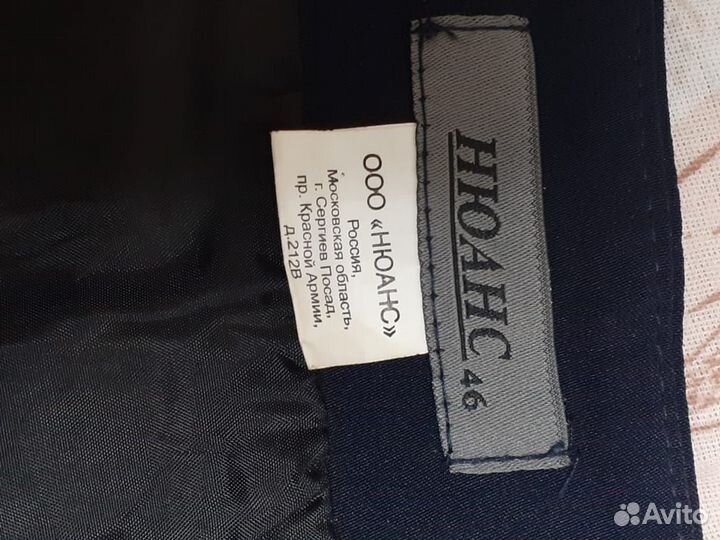 НЮАНС 46
ООО «НЮАНС»
Россия,
Московская область,
г. Сергиев Посад,
пр. Красной Армии,
д.212В
Avito